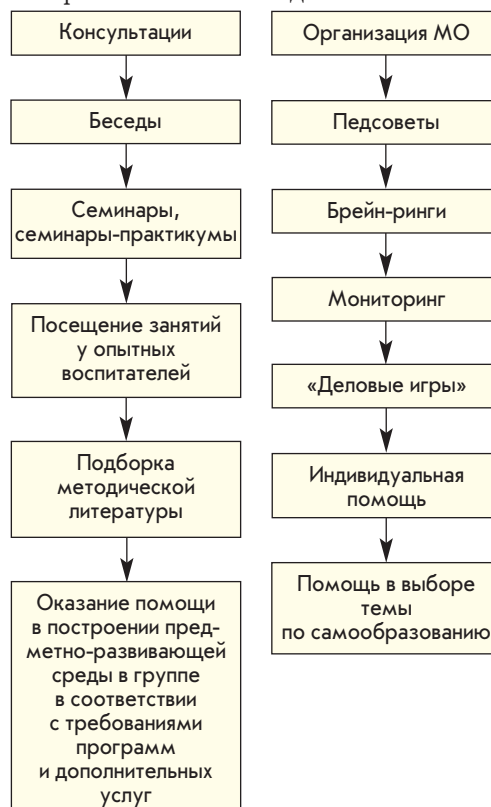 Консультации
Беседы
Семинары,
семинары-практикумы
Посещение занятий
у опытных
воспитателей
Подборка
методической
литературы
Оказание помощи
в построении пред-
метно-развивающей
среды в группе
в соответствии
с требованиями
программ
и дополнительных
услуг
Организация МО
Педсоветы
Брейн-ринги
Мониторинг
«Деловые игры»
Индивидуальная
помощь
Помощь в выборе
темы
по самообразованию